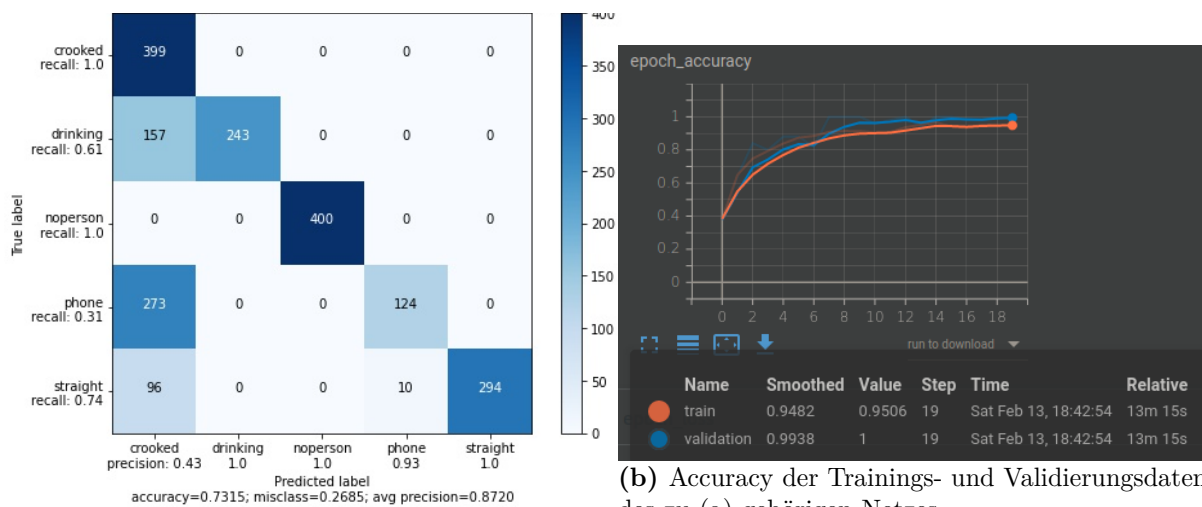 crooked
recall: 1.0
399 0 0 0 0
drinking
recall: 0.61
157 243 0 0 0
noperson
recall: 1.0
0 0 400 0 0
phone
recall: 0.31
273 0 0 124 0
straight
recall: 0.74
96 0 0 10 294
True label
crooked drinking noperson phone straight
precision: 0.43 1.0 1.0 0.93 1.0
Predicted label
accuracy=0.7315; misclass=0.2685; avg precision=0.8720
400
350
300
250
200
150
100
50
0
epoch_accuracy
1
0.8
0.6
0.4
0.2
0
0 2 4 6 8 10 12 14 16 18
run to download
Name Smoothed Value Step Time Relative
train 0.9482 0.9506 19 Sat Feb 13, 18:42:54 13m 15s
validation 0.9938 1 19 Sat Feb 13, 18:42:54 13m 15s
(b) Accuracy der Trainings- und Validierungsdaten
des zu (a) gehörigen Netzes